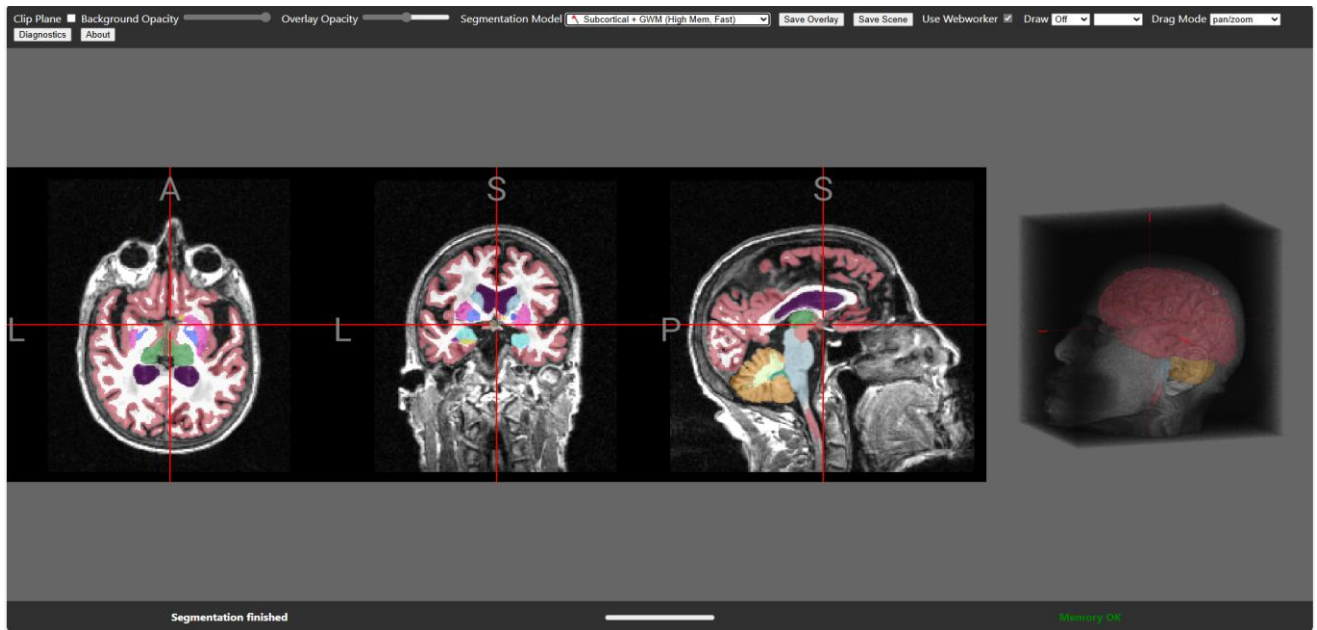 Clip Plane Background Opacity Overlay Opacity Segmentation Model Subcortical + GWM (High Mem, Fast) Save Overlay Save Scene Use Webworker Draw Off Drag Mode pan/zoom
Diagnostics About
A S S
L L P
Segmentation finished Memory OK